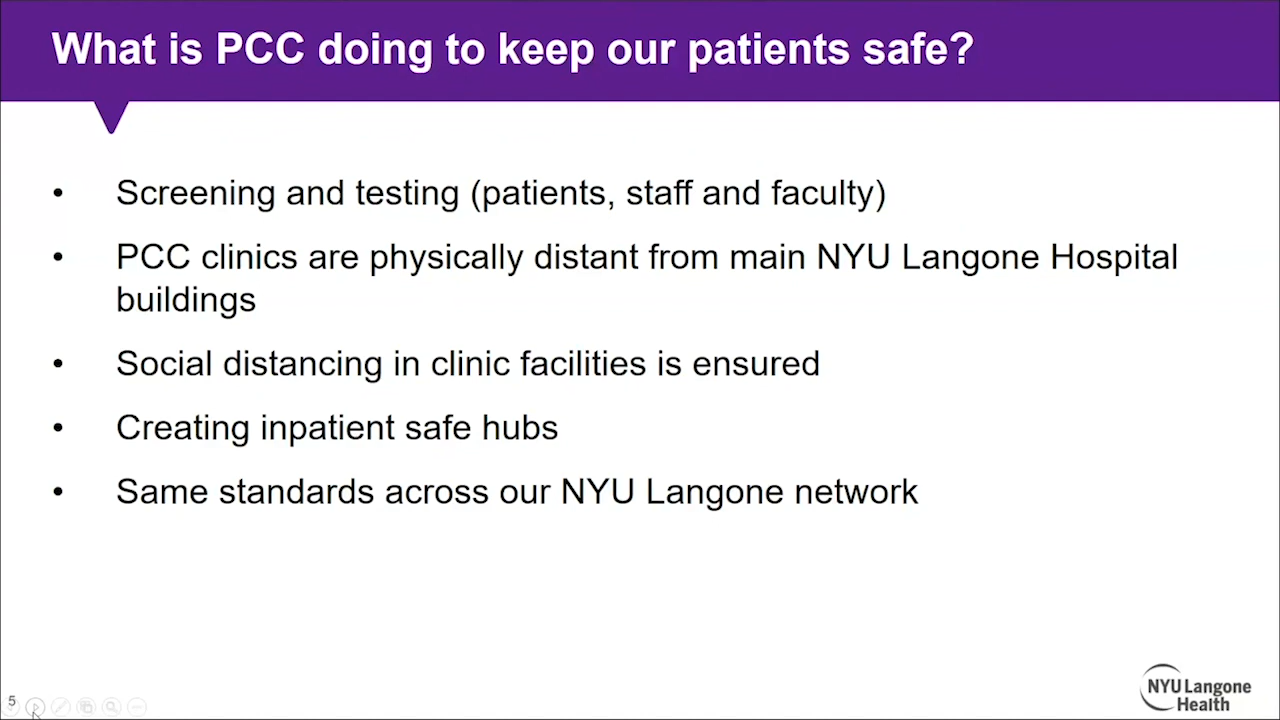 What is PCC doing to keep our patients safe?
• Screening and testing (patients, staff and faculty)
• PCC clinics are physically distant from main NYU Langone Hospital
buildings
• Social distancing in clinic facilities is ensured
• Creating inpatient safe hubs
• Same standards across our NYU Langone network
5
NYU Langone
Health